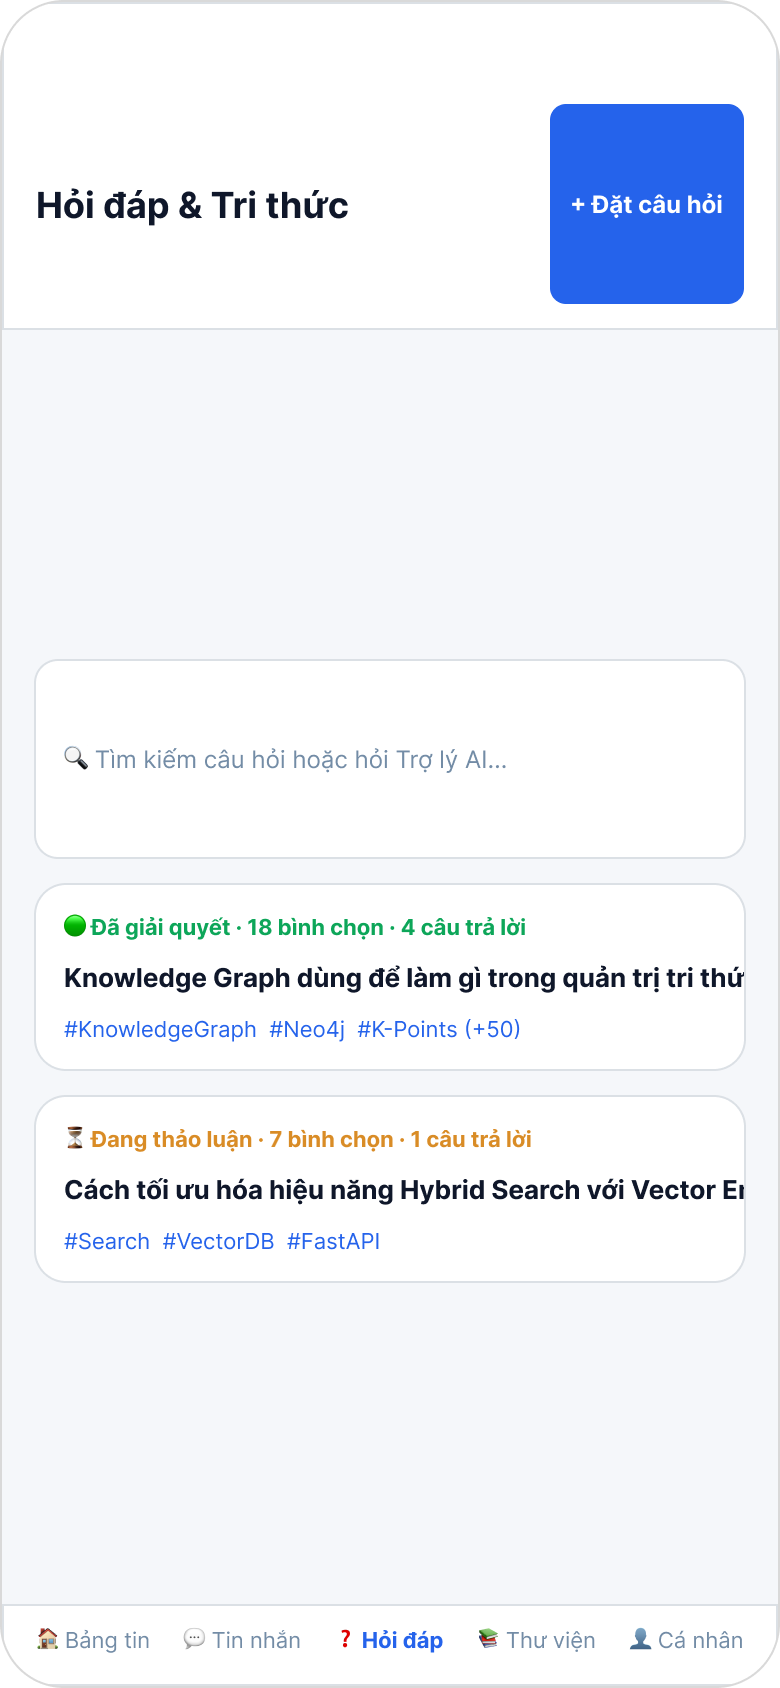 Hỏi đáp & Tri thức
+ Đặt câu hỏi
Tìm kiếm câu hỏi hoặc hỏi Trợ lý AI...
Đã giải quyết · 18 bình chọn · 4 câu trả lời
Knowledge Graph dùng để làm gì trong quản trị tri thứ
#KnowledgeGraph #Neo4j #K-Points (+50)
Đang thảo luận · 7 bình chọn · 1 câu trả lời
Cách tối ưu hóa hiệu năng Hybrid Search với Vector E
#Search #VectorDB #FastAPI
Bảng tin Tin nhắn Hỏi đáp Thư viện Cá nhân